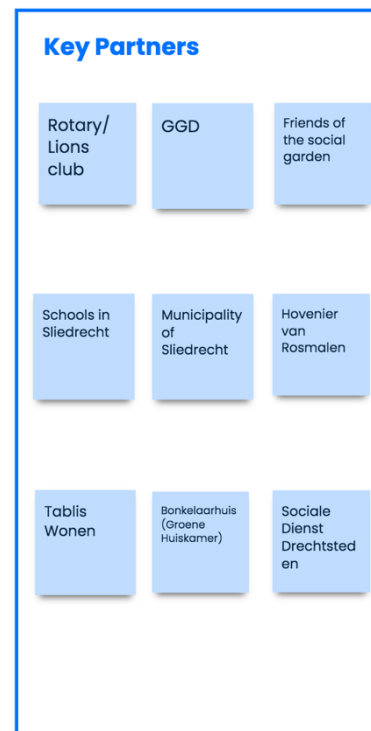 Key Partners
Rotary/
Lions
club
GGD
Friends of
the social
garden
Schools in
Sliedrecht
Municipality
of
Sliedrecht
Hovenier
van
Rosmalen
Tablis
Wonen
Bonkelaarhuis
(Groene
Huiskamer)
Sociale
Dienst
Drechtsted
en